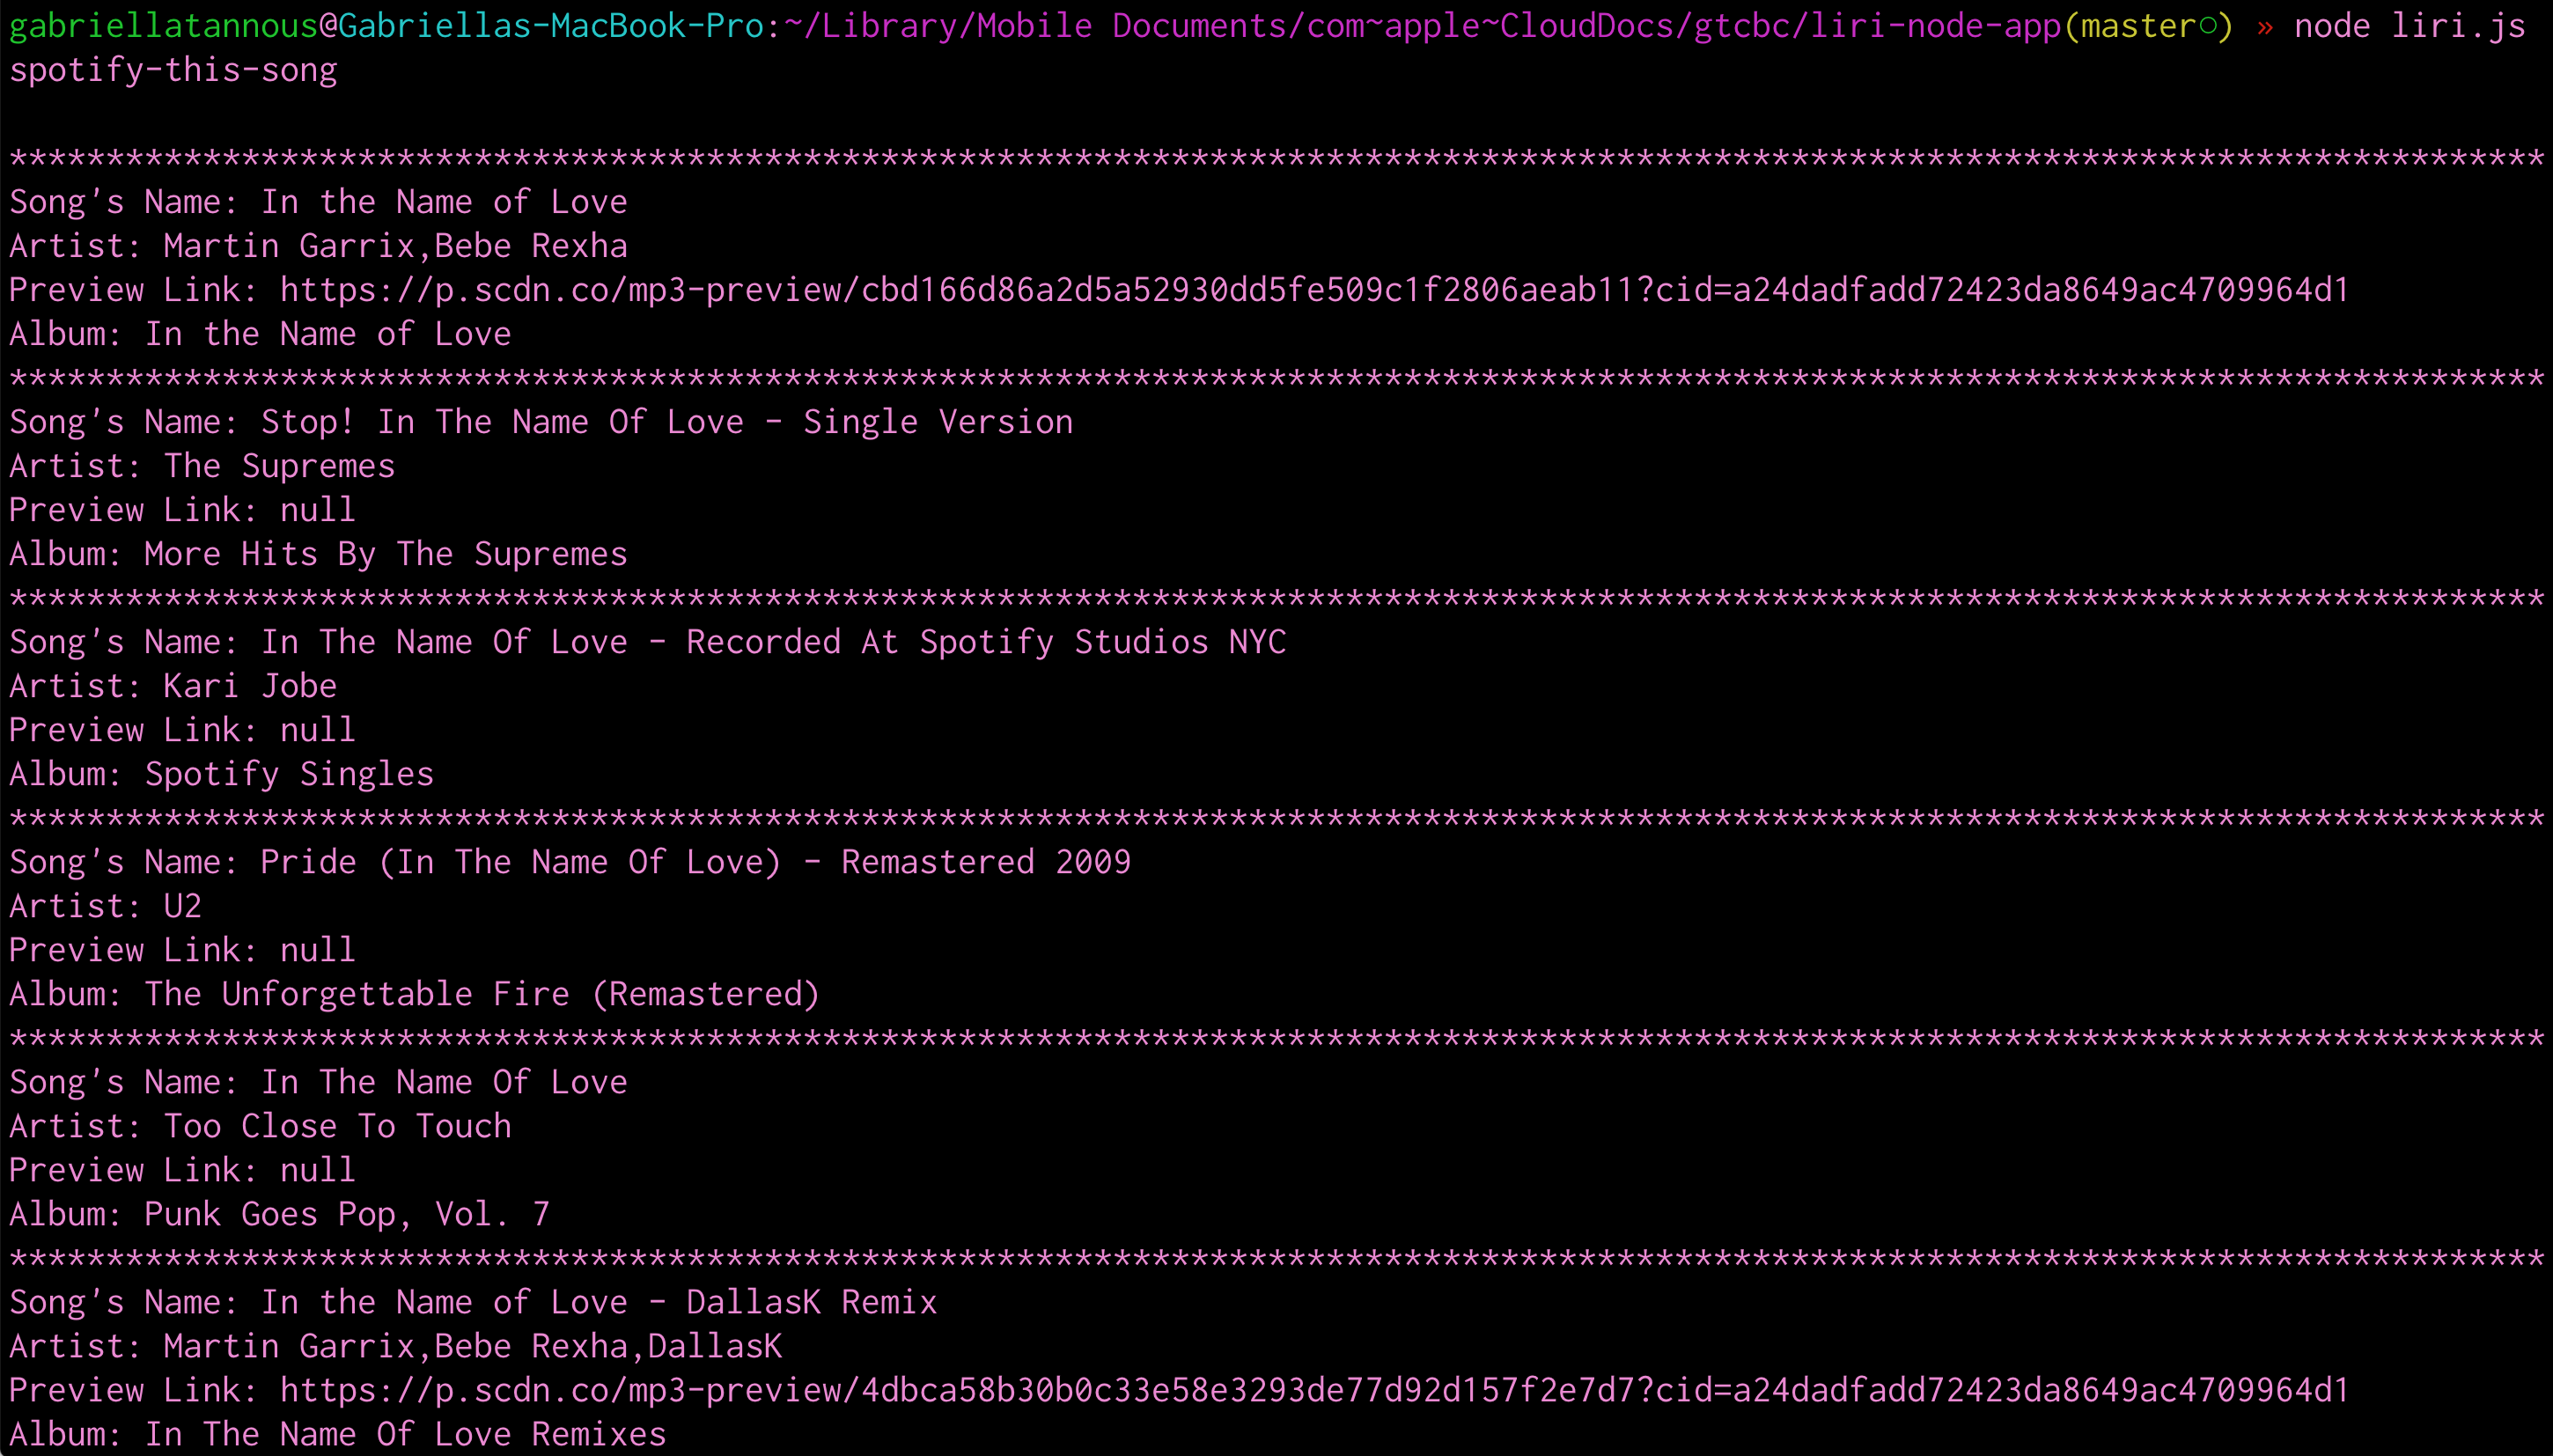 gabriellatannous@Gabriellas-MacBook-Pro:~/Library/Mobile Documents/com~apple~CloudDocs/gtcbc/liri-node-app(master○) » node liri.js
spotify-this-song
***********************************************************************************************************************************
Song's Name: In the Name of Love
Artist: Martin Garrix,Bebe Rexha
Preview Link: https://p.scdn.co/mp3-preview/cbd166d86a2d5a52930dd5fe509c1f2806aeab11?cid=a24dadfadd72423da8649ac4709964d1
Album: In the Name of Love
***********************************************************************************************************************************
Song's Name: Stop! In The Name Of Love - Single Version
Artist: The Supremes
Preview Link: null
Album: More Hits By The Supremes
***********************************************************************************************************************************
Song's Name: In The Name Of Love - Recorded At Spotify Studios NYC
Artist: Kari Jobe
Preview Link: null
Album: Spotify Singles
***********************************************************************************************************************************
Song's Name: Pride (In The Name Of Love) - Remastered 2009
Artist: U2
Preview Link: null
Album: The Unforgettable Fire (Remastered)
***********************************************************************************************************************************
Song's Name: In The Name Of Love
Artist: Too Close To Touch
Preview Link: null
Album: Punk Goes Pop, Vol. 7
***********************************************************************************************************************************
Song's Name: In the Name of Love - DallasK Remix
Artist: Martin Garrix,Bebe Rexha,DallasK
Preview Link: https://p.scdn.co/mp3-preview/4dbca58b30b0c33e58e3293de77d92d157f2e7d7?cid=a24dadfadd72423da8649ac4709964d1
Album: In The Name Of Love Remixes